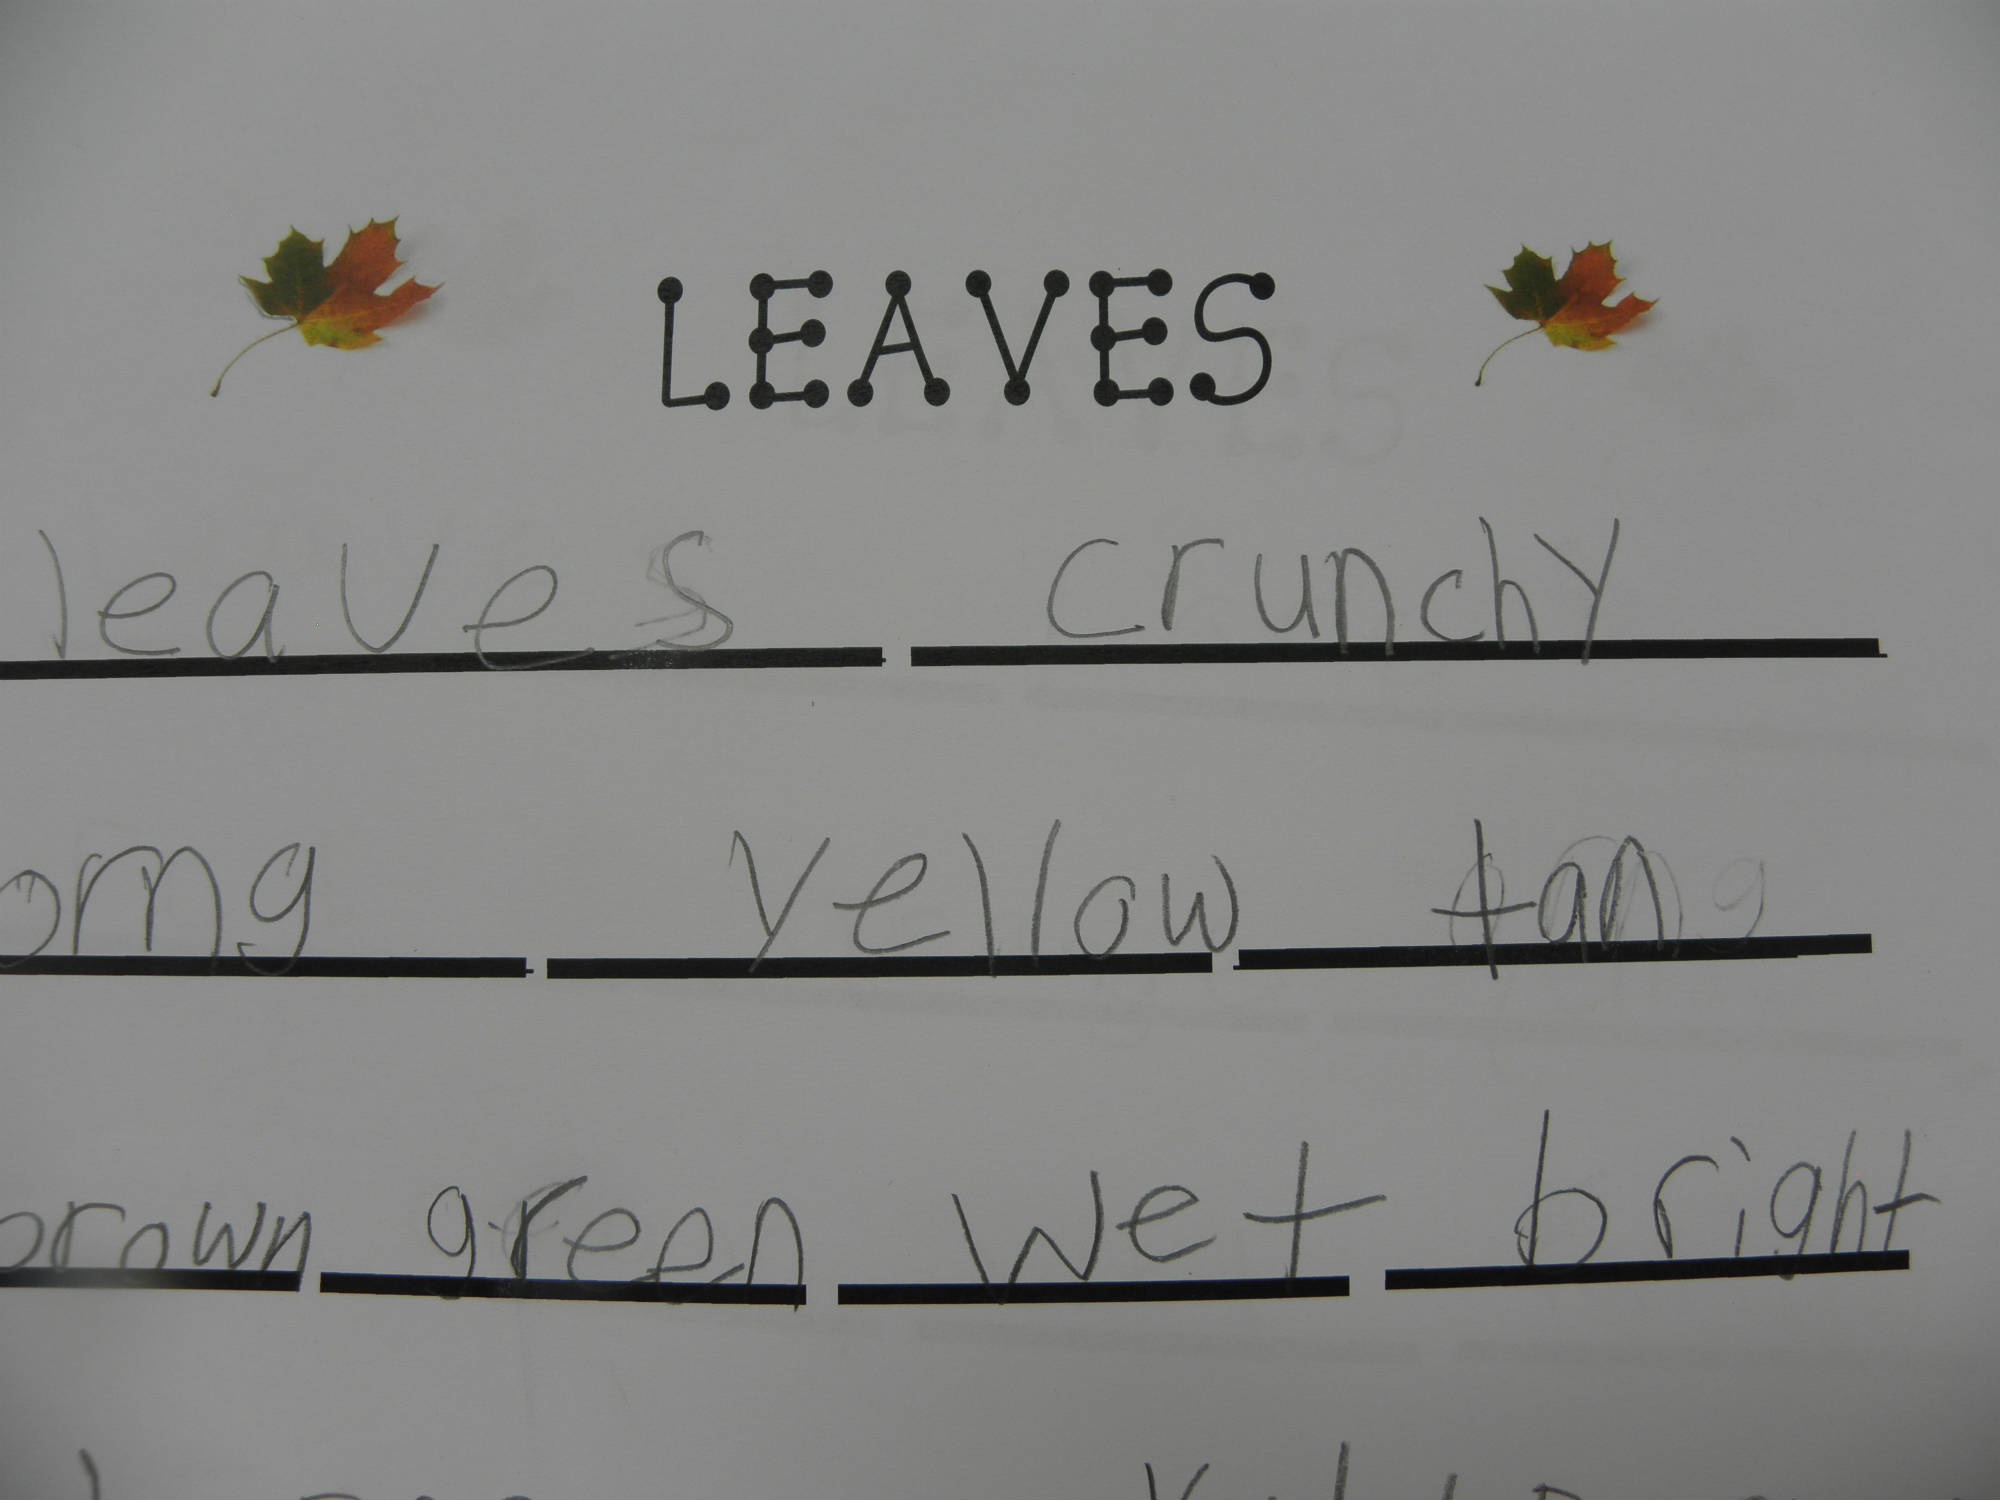 LEAVES
leaves crunchy
orng yellow tan
brown green wet bright